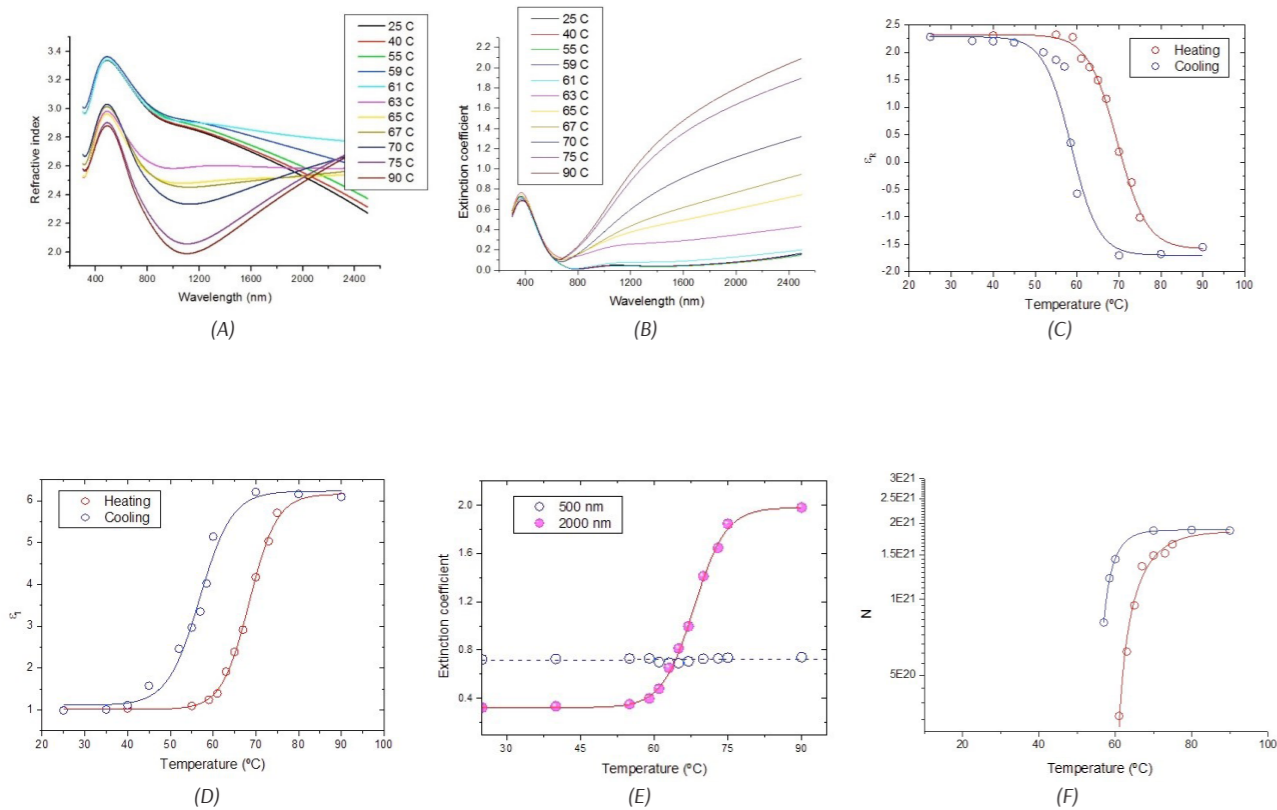 25 C
40 C
55 C
59 C
61 C
63 C
65 C
67 C
70 C
75 C
90 C
3.4
3.2
3.0
2.8
2.6
2.4
2.2
2.0
Refractive index
400 800 1200 1600 2000 2400
Wavelength (nm)
(A)
25 C
40 C
55 C
59 C
61 C
63 C
65 C
67 C
70 C
75 C
90 C
2.2
2.0
1.8
1.6
1.4
1.2
1.0
0.8
0.6
0.4
0.2
0.0
Extinction coefficient
400 800 1200 1600 2000 2400
Wavelength (nm)
(B)
Heating
Cooling
2.5
2.0
1.5
1.0
0.5
0.0
-0.5
-1.0
-1.5
-2.0
εR
20 30 40 50 60 70 80 90 100
Temperature (ºC)
(C)
Heating
Cooling
6
5
4
3
2
1
εi
20 30 40 50 60 70 80 90 100
Temperature (ºC)
(D)
500 nm
2000 nm
2.0
1.6
1.2
0.8
0.4
Extinction coefficient
30 45 60 75 90
Temperature (ºC)
(E)
3E21
2.5E21
2E21
1.5E21
1E21
5E20
N
20 40 60 80 100
Temperature (ºC)
(F)